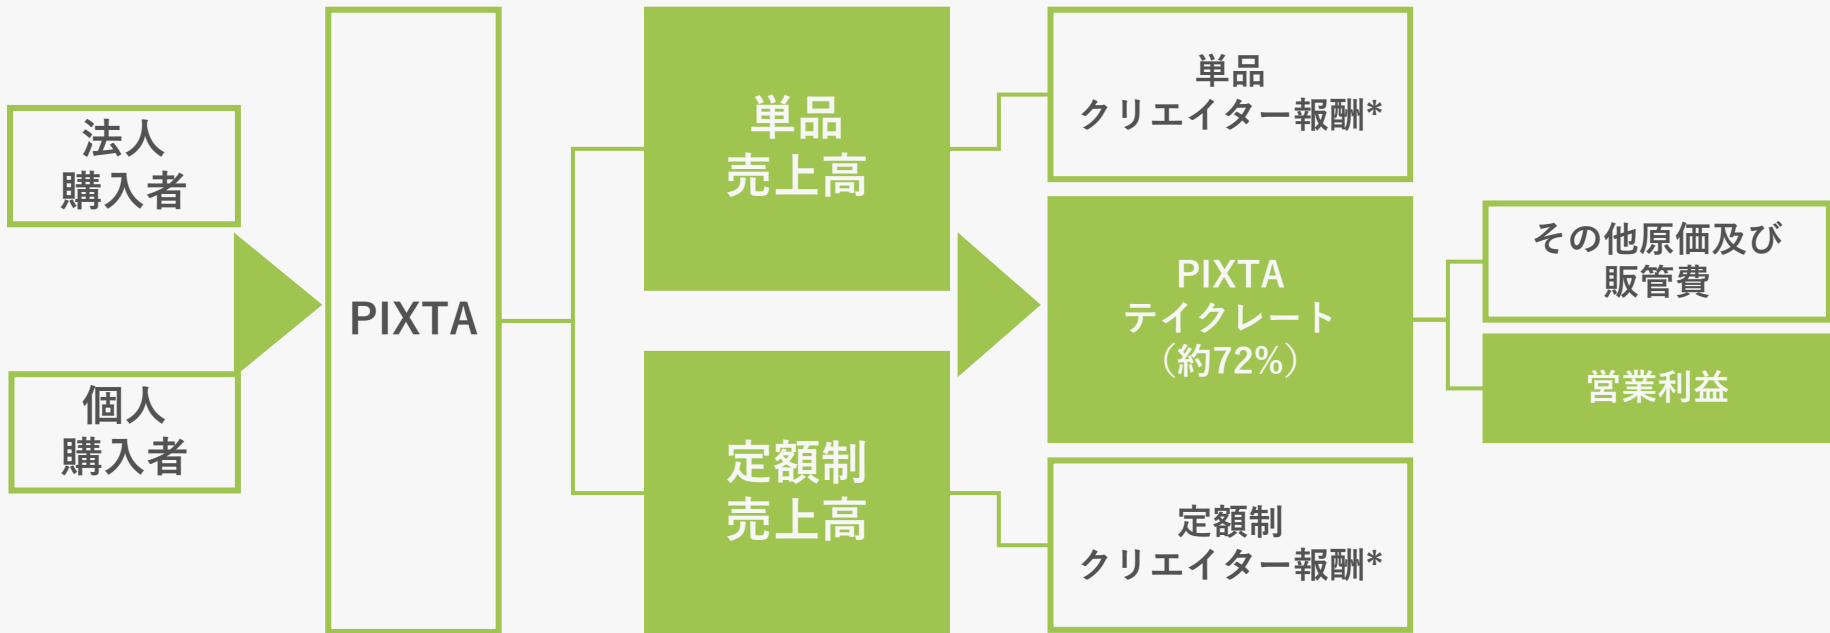 法人
購入者
個人
購入者
PIXTA
単品
売上高
定額制
売上高
単品
クリエイター報酬*
PIXTA
テイクレート
（約72%）
定額制
クリエイター報酬*
その他原価及び
販管費
営業利益